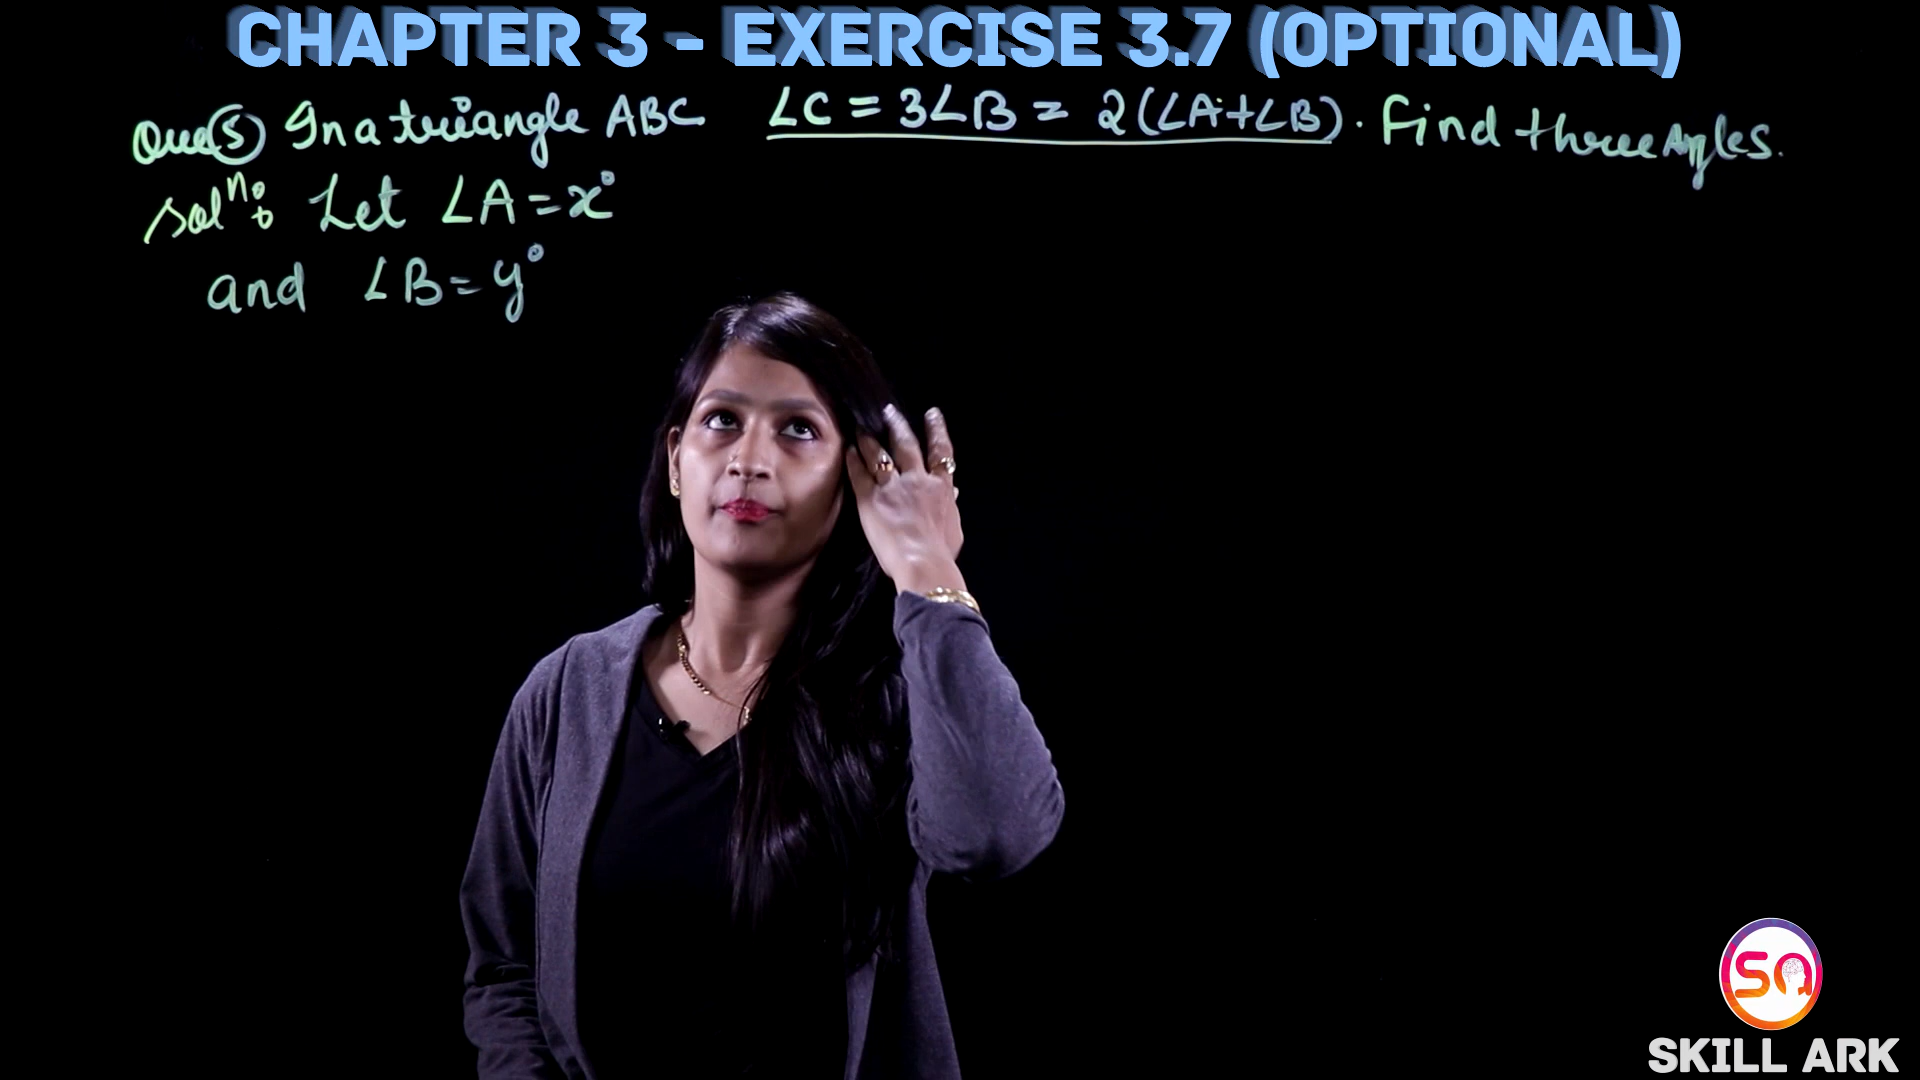 CHAPTER 3 - EXERCISE 3.7 (OPTIONAL)
Que(5) In a triangle ABC ∠C = 3∠B = 2(∠A+∠B). Find three Angles.
solⁿ: Let ∠A = x°
and ∠B = y°
SA
SKILL ARK